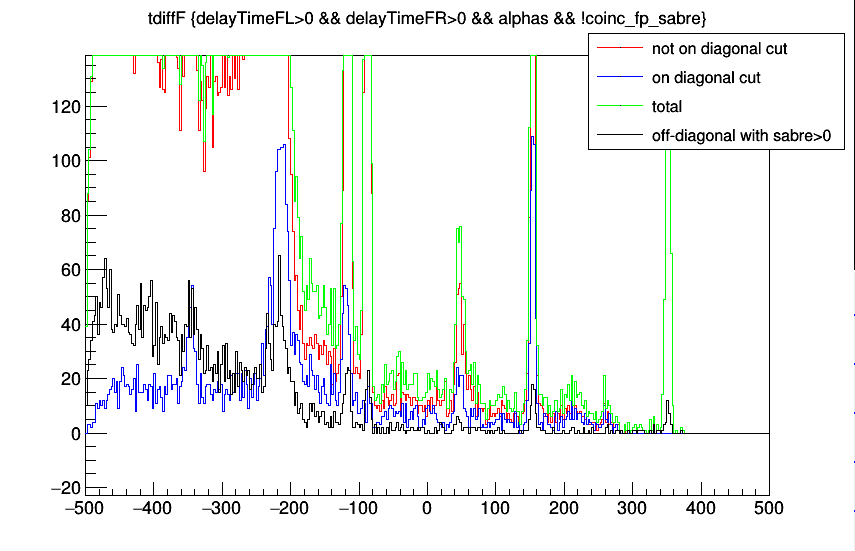 tdiffF {delayTimeFL>0 && delayTimeFR>0 && alphas && !coinc_fp_sabre}
not on diagonal cut
on diagonal cut
total
off-diagonal with sabre>0
120
100
80
60
40
20
0
−20
−500 −400 −300 −200 −100 0 100 200 300 400 500